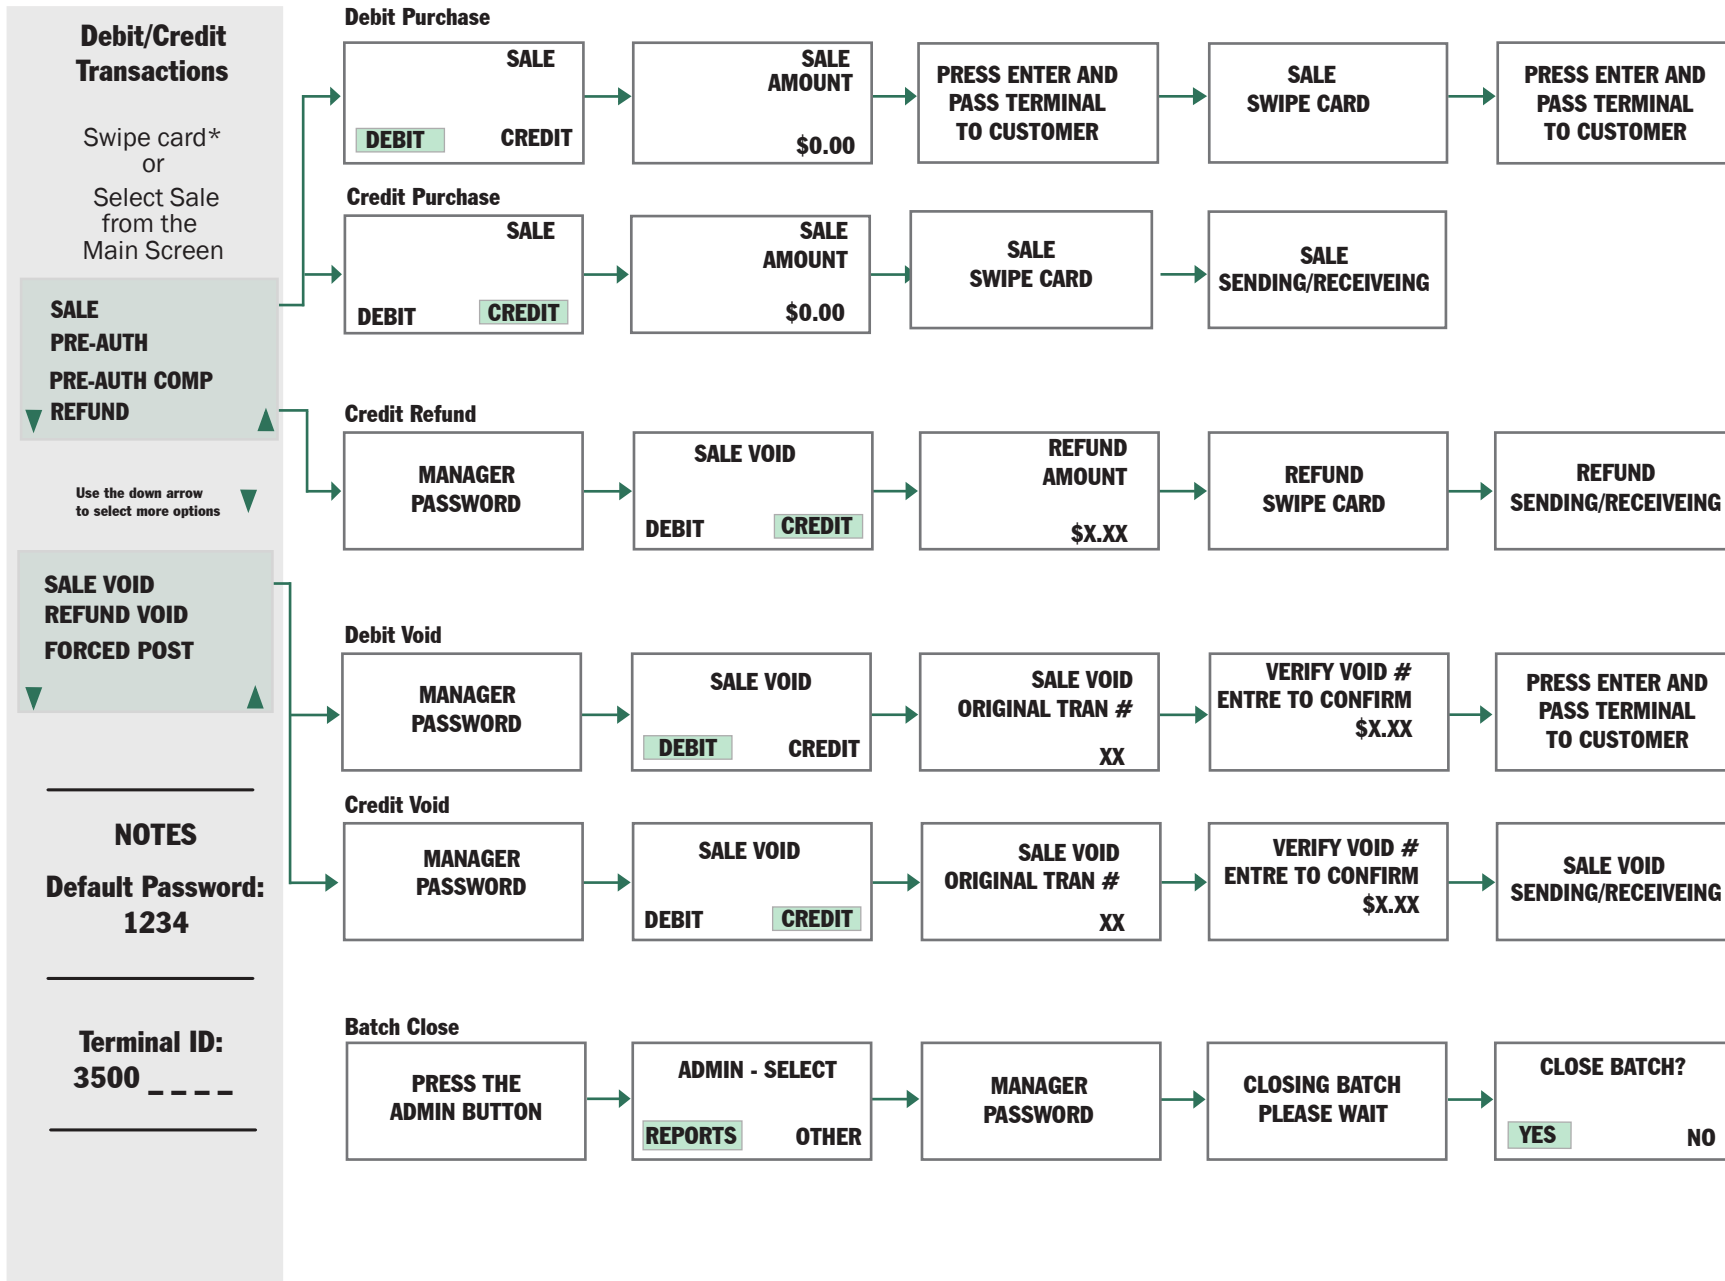 Debit/Credit
Transactions
Swipe card*
or
Select Sale
from the
Main Screen
SALE
PRE-AUTH
PRE-AUTH COMP
REFUND
Use the down arrow
to select more options
SALE VOID
REFUND VOID
FORCED POST
NOTES
Default Password:
1234
Terminal ID:
3500 _ _ _ _
Debit Purchase
SALE
DEBIT CREDIT
SALE
AMOUNT
$0.00
PRESS ENTER AND
PASS TERMINAL
TO CUSTOMER
SALE
SWIPE CARD
PRESS ENTER AND
PASS TERMINAL
TO CUSTOMER
Credit Purchase
SALE
DEBIT CREDIT
SALE
AMOUNT
$0.00
SALE
SWIPE CARD
SALE
SENDING/RECEIVEING
Credit Refund
MANAGER
PASSWORD
SALE VOID
DEBIT CREDIT
REFUND
AMOUNT
$X.XX
REFUND
SWIPE CARD
REFUND
SENDING/RECEIVEING
Debit Void
MANAGER
PASSWORD
SALE VOID
DEBIT CREDIT
SALE VOID
ORIGINAL TRAN #
XX
VERIFY VOID #
ENTRE TO CONFIRM
$X.XX
PRESS ENTER AND
PASS TERMINAL
TO CUSTOMER
Credit Void
MANAGER
PASSWORD
SALE VOID
DEBIT CREDIT
SALE VOID
ORIGINAL TRAN #
XX
VERIFY VOID #
ENTRE TO CONFIRM
$X.XX
SALE VOID
SENDING/RECEIVEING
Batch Close
PRESS THE
ADMIN BUTTON
ADMIN - SELECT
REPORTS OTHER
MANAGER
PASSWORD
CLOSING BATCH
PLEASE WAIT
CLOSE BATCH?
YES NO